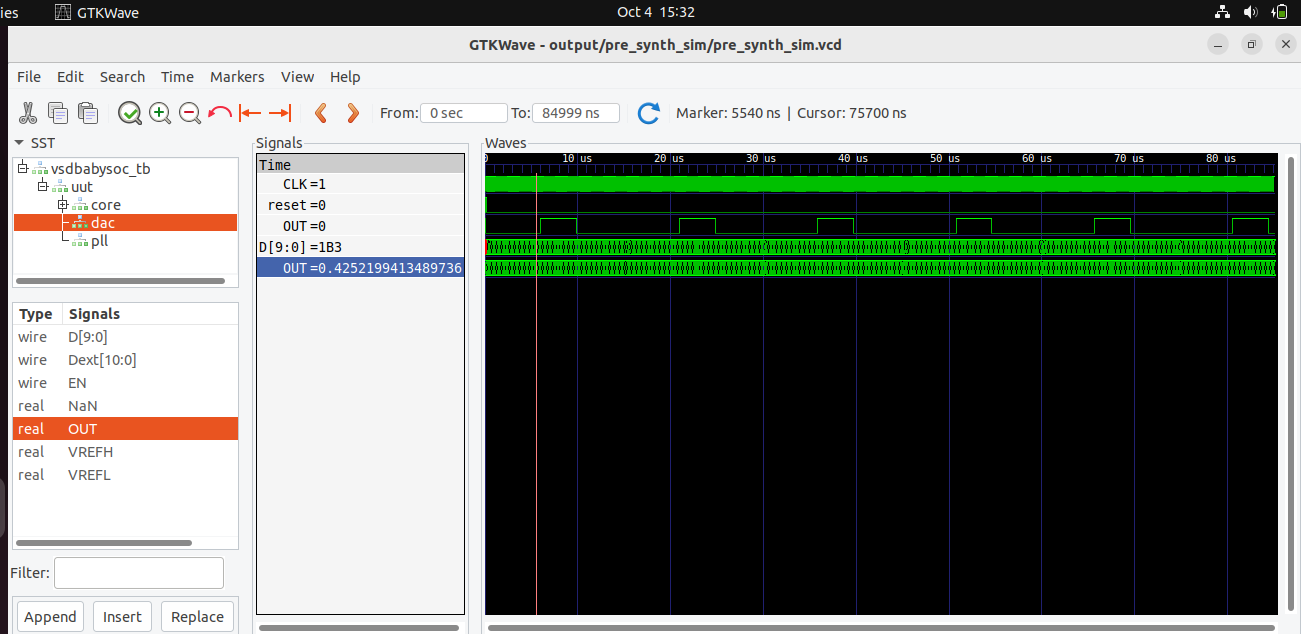 ies GTKWave Oct 4 15:32
GTKWave - output/pre_synth_sim/pre_synth_sim.vcd
File Edit Search Time Markers View Help
From: 0 sec To: 84999 ns Marker: 5540 ns | Cursor: 75700 ns
SST
vsdbabysoc_tb
uut
core
dac
pll
Type Signals
wire D[9:0]
wire Dext[10:0]
wire EN
real NaN
real OUT
real VREFH
real VREFL
Filter:
Append Insert Replace
Signals
Time
CLK=1
reset=0
OUT=0
D[9:0]=1B3
OUT=0.4252199413489736
Waves
0 10 us 20 us 30 us 40 us 50 us 60 us 70 us 80 us